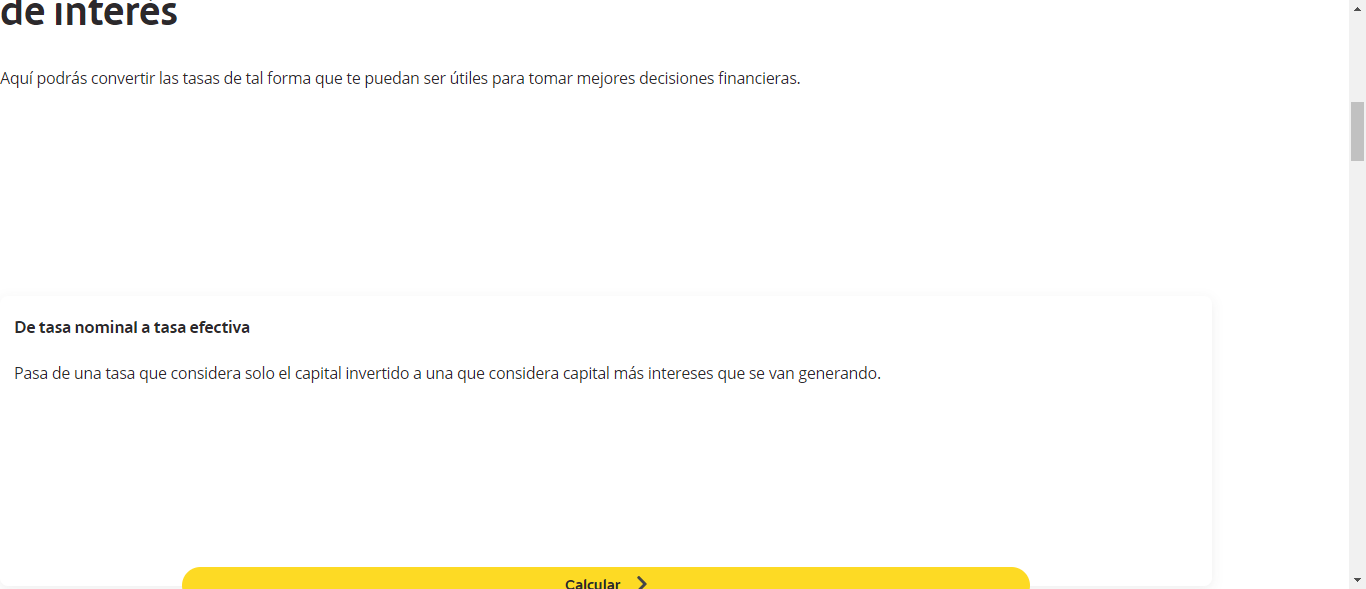 de interés
Aquí podrás convertir las tasas de tal forma que te puedan ser útiles para tomar mejores decisiones financieras.
De tasa nominal a tasa efectiva
Pasa de una tasa que considera solo el capital invertido a una que considera capital más intereses que se van generando.
Calcular